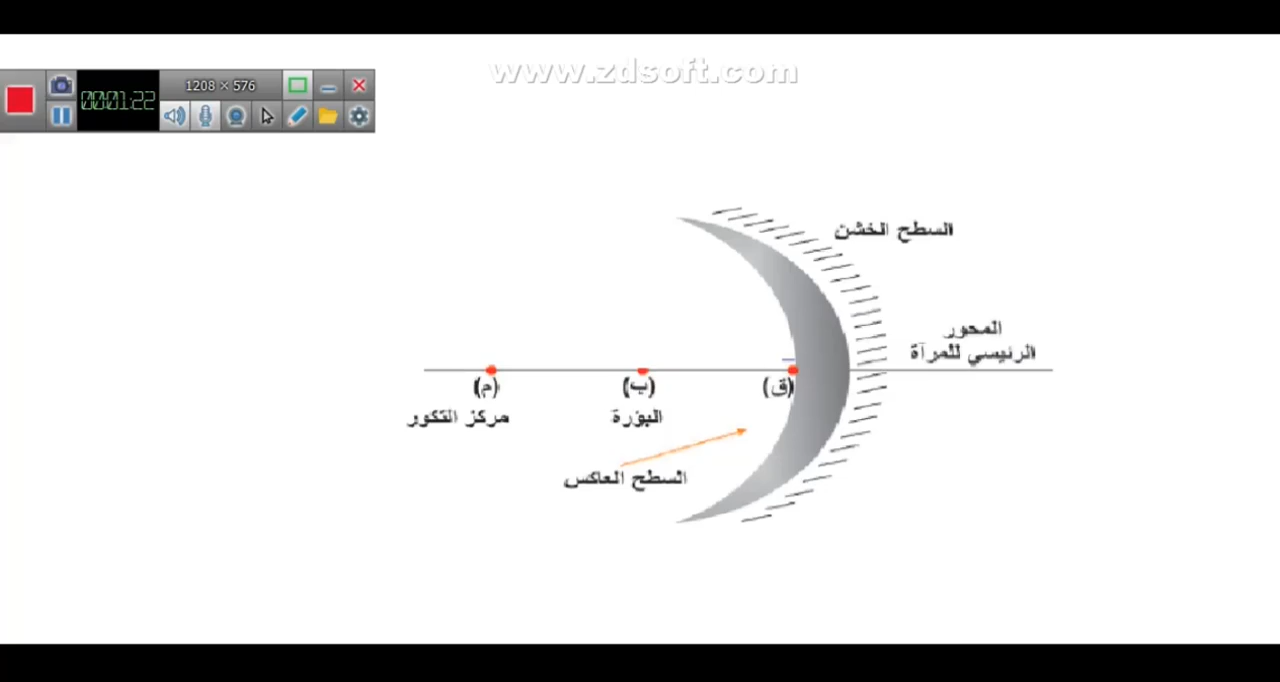 www.zdsoft.com
1208 × 576
00:01:22
السطح الخشن
المحور
الرئيسي للمرآة
(ق)
(ب)
(م)
البؤرة
مركز التكور
السطح العاكس